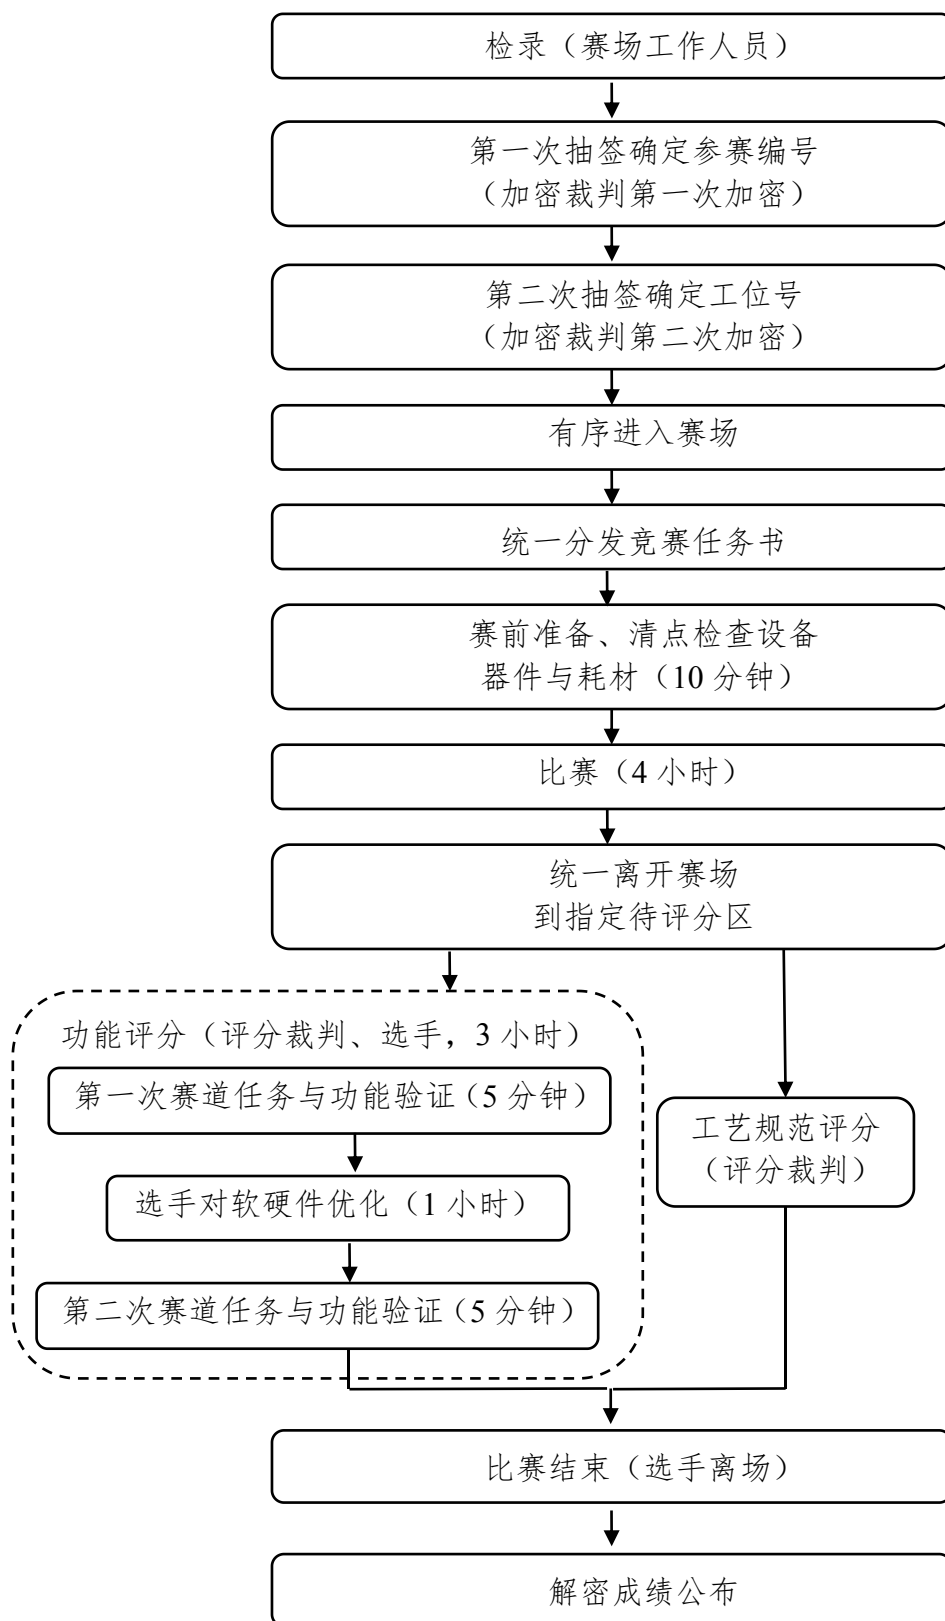 检录（赛场工作人员）
第一次抽签确定参赛编号
（加密裁判第一次加密）
第二次抽签确定工位号
（加密裁判第二次加密）
有序进入赛场
统一分发竞赛任务书
赛前准备、清点检查设备
器件与耗材（10 分钟）
比赛（4 小时）
统一离开赛场
到指定待评分区
功能评分（评分裁判、选手，3 小时）
第一次赛道任务与功能验证（5 分钟）
选手对软硬件优化（1 小时）
第二次赛道任务与功能验证（5 分钟）
工艺规范评分
（评分裁判）
比赛结束（选手离场）
解密成绩公布